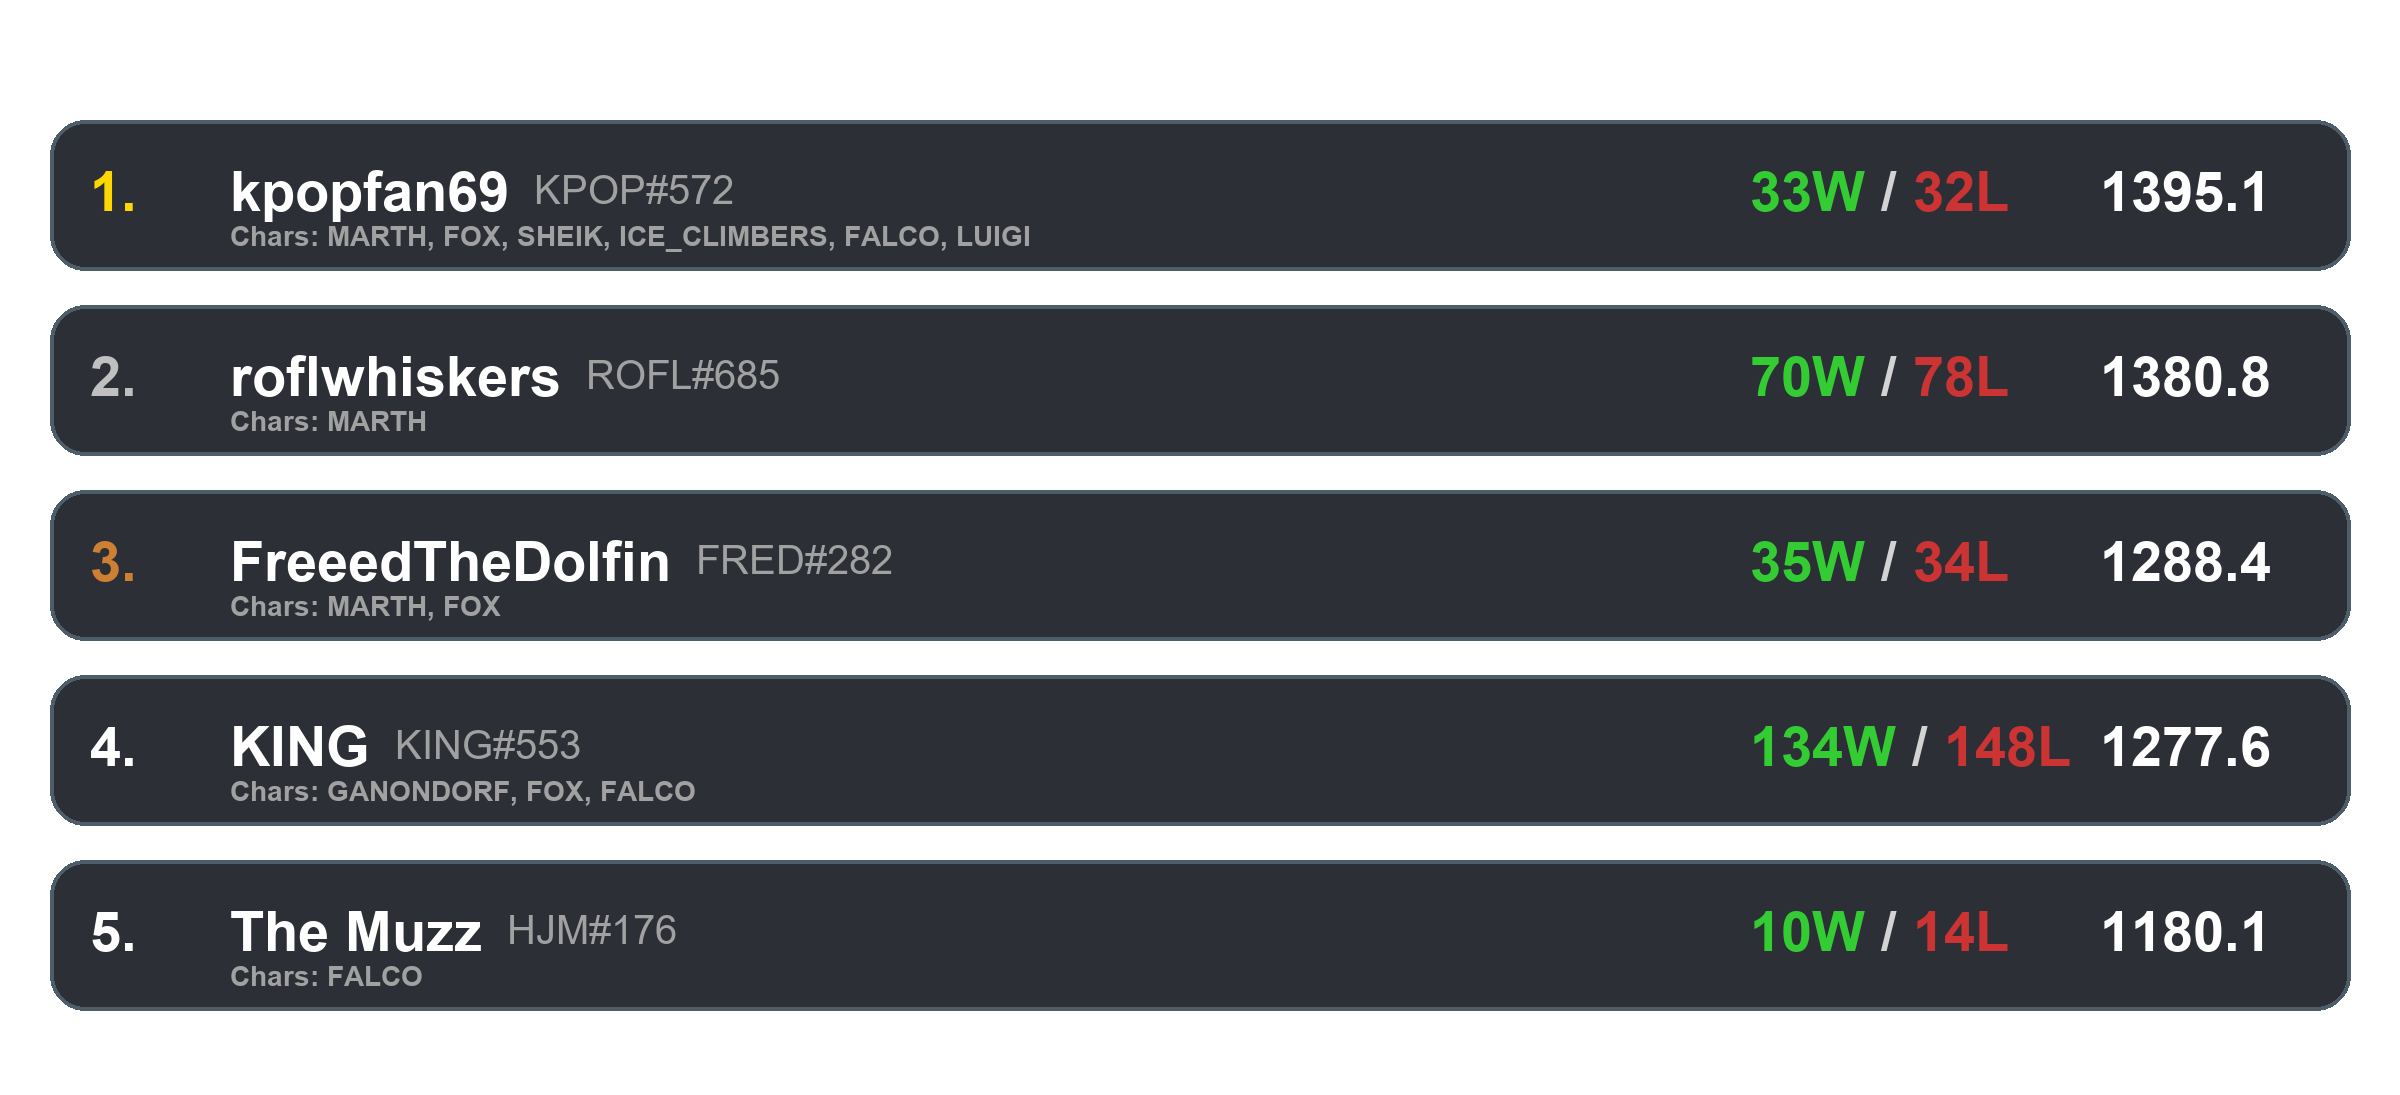 1. kpopfan69 KPOP#572 33W / 32L 1395.1
Chars: MARTH, FOX, SHEIK, ICE_CLIMBERS, FALCO, LUIGI
2. roflwhiskers ROFL#685 70W / 78L 1380.8
Chars: MARTH
3. FreeedTheDolfin FRED#282 35W / 34L 1288.4
Chars: MARTH, FOX
4. KING KING#553 134W / 148L 1277.6
Chars: GANONDORF, FOX, FALCO
5. The Muzz HJM#176 10W / 14L 1180.1
Chars: FALCO